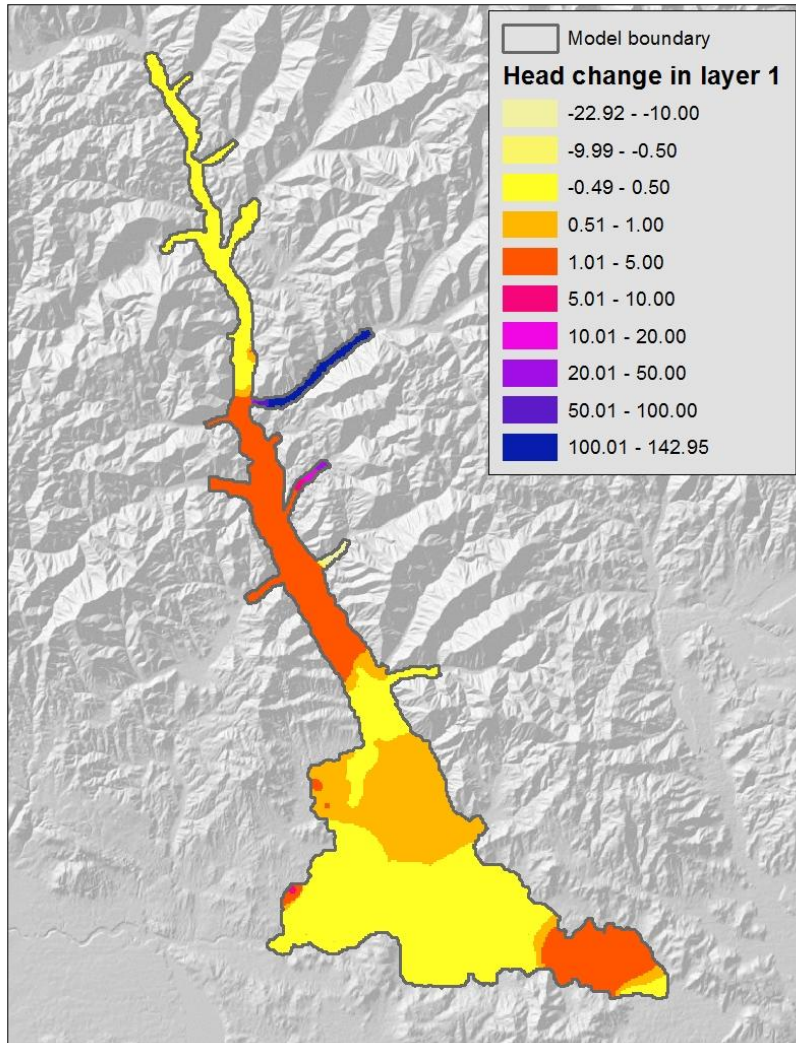 Model boundary
Head change in layer 1
-22.92 - -10.00
-9.99 - -0.50
-0.49 - 0.50
0.51 - 1.00
1.01 - 5.00
5.01 - 10.00
10.01 - 20.00
20.01 - 50.00
50.01 - 100.00
100.01 - 142.95